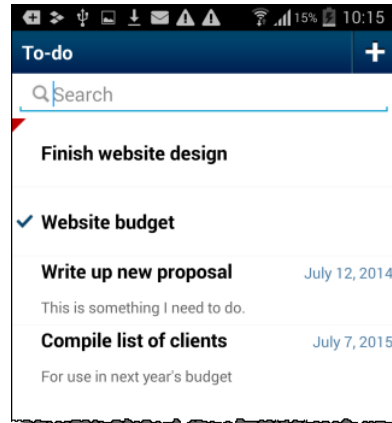 15% 10:15
To-do
Search
Finish website design
Website budget
Write up new proposal July 12, 2014
This is something I need to do.
Compile list of clients July 7, 2015
For use in next year's budget